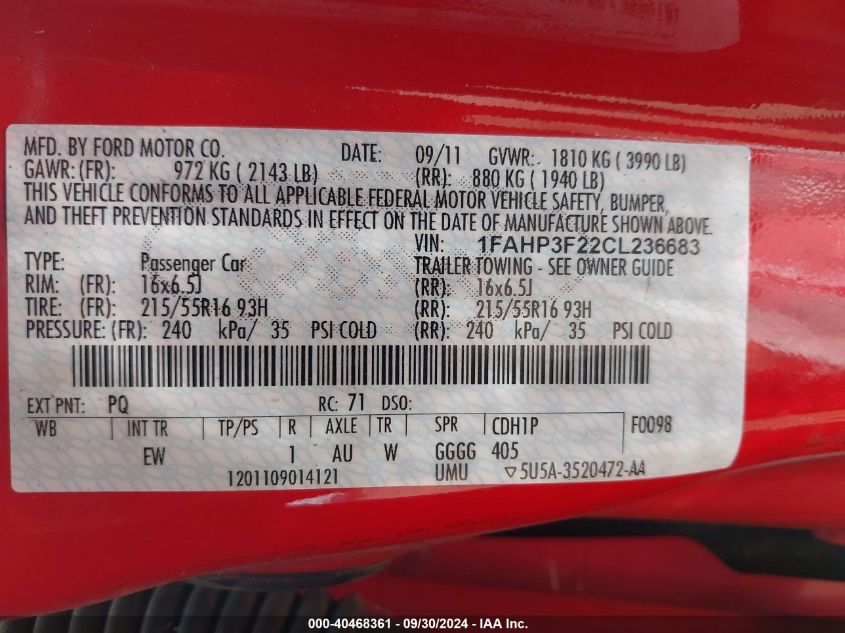 MFD. BY FORD MOTOR CO. DATE: 09/11 GVWR: 1810 KG ( 3990 LB)
GAWR: (FR): 972 KG ( 2143 LB) (RR): 880 KG ( 1940 LB)
THIS VEHICLE CONFORMS TO ALL APPLICABLE FEDERAL MOTOR VEHICLE SAFETY, BUMPER,
AND THEFT PREVENTION STANDARDS IN EFFECT ON THE DATE OF MANUFACTURE SHOWN ABOVE.
VIN: 1FAHP3F22CL236683
TYPE: Passenger Car TRAILER TOWING - SEE OWNER GUIDE
RIM: (FR): 16x6.5J (RR): 16x6.5J
TIRE: (FR): 215/55R16 93H (RR): 215/55R16 93H
PRESSURE: (FR): 240 kPa/ 35 PSI COLD (RR): 240 kPa/ 35 PSI COLD
EXT PNT: PQ RC: 71 DSO:
WB INT TR TP/PS R AXLE TR SPR CDH1P F0098
EW 1 AU W GGGG 405
1201109014121 UMU ▽5U5A-3520472-AA
000-40468361 - 09/30/2024 - IAA Inc.